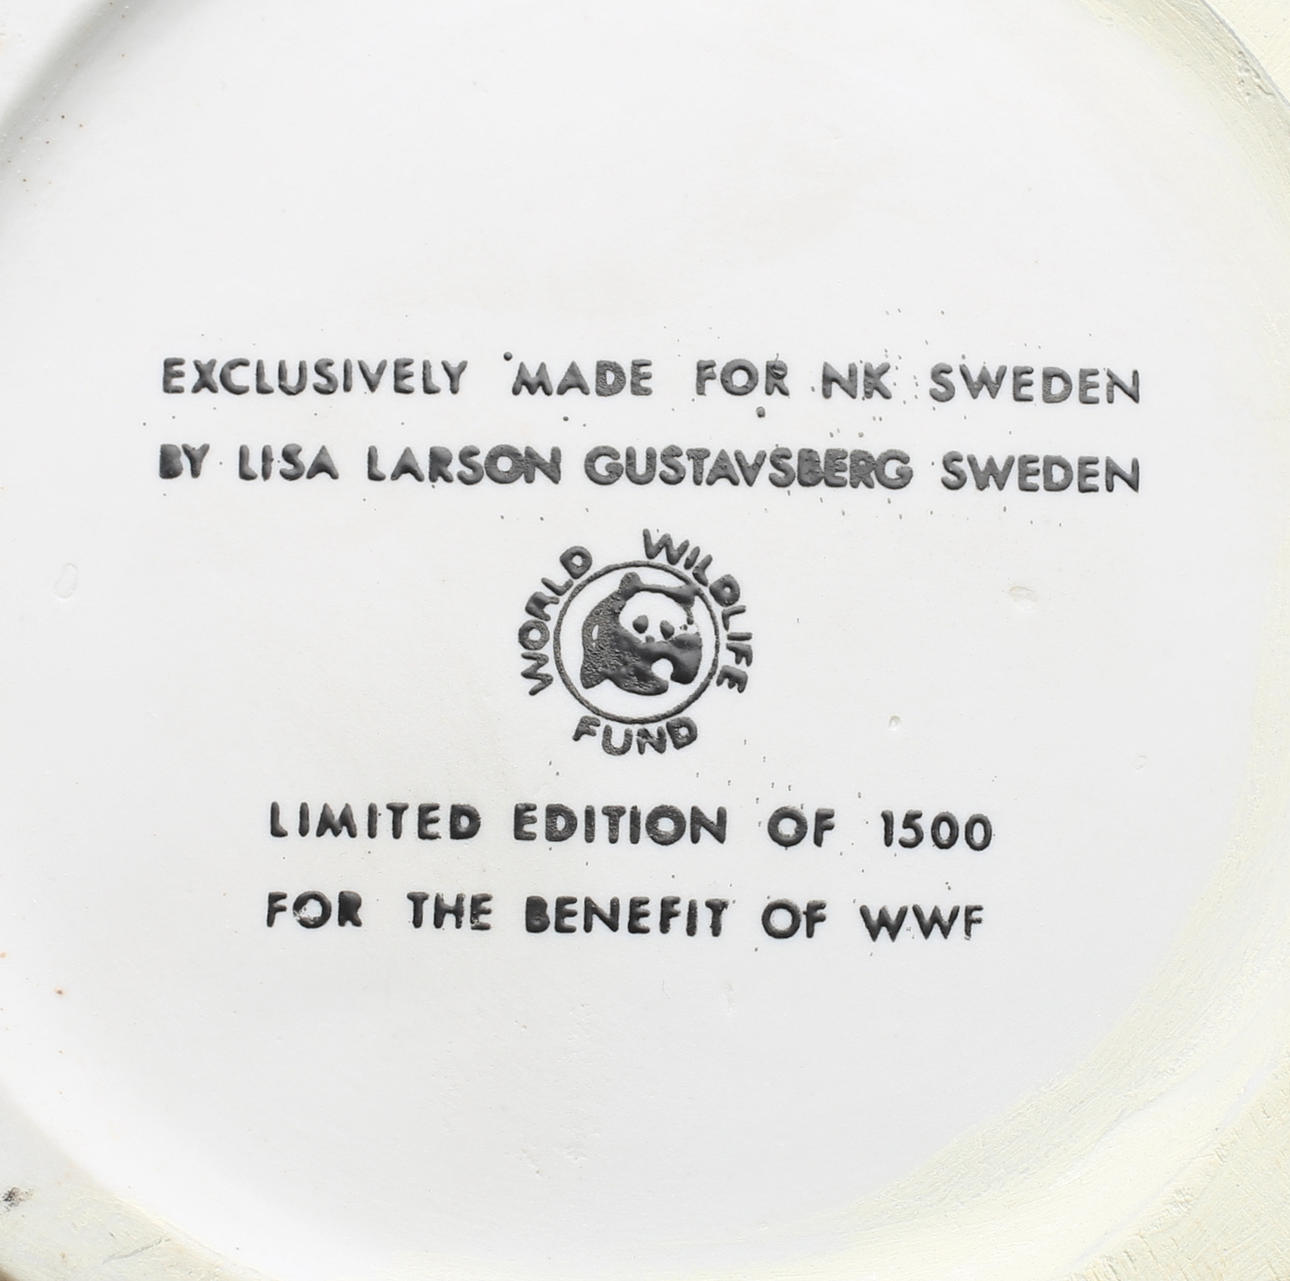 EXCLUSIVELY MADE FOR NK SWEDEN
BY LISA LARSON GUSTAVSBERG SWEDEN
WORLD WILDLIFE FUND
LIMITED EDITION OF 1500
FOR THE BENEFIT OF WWF